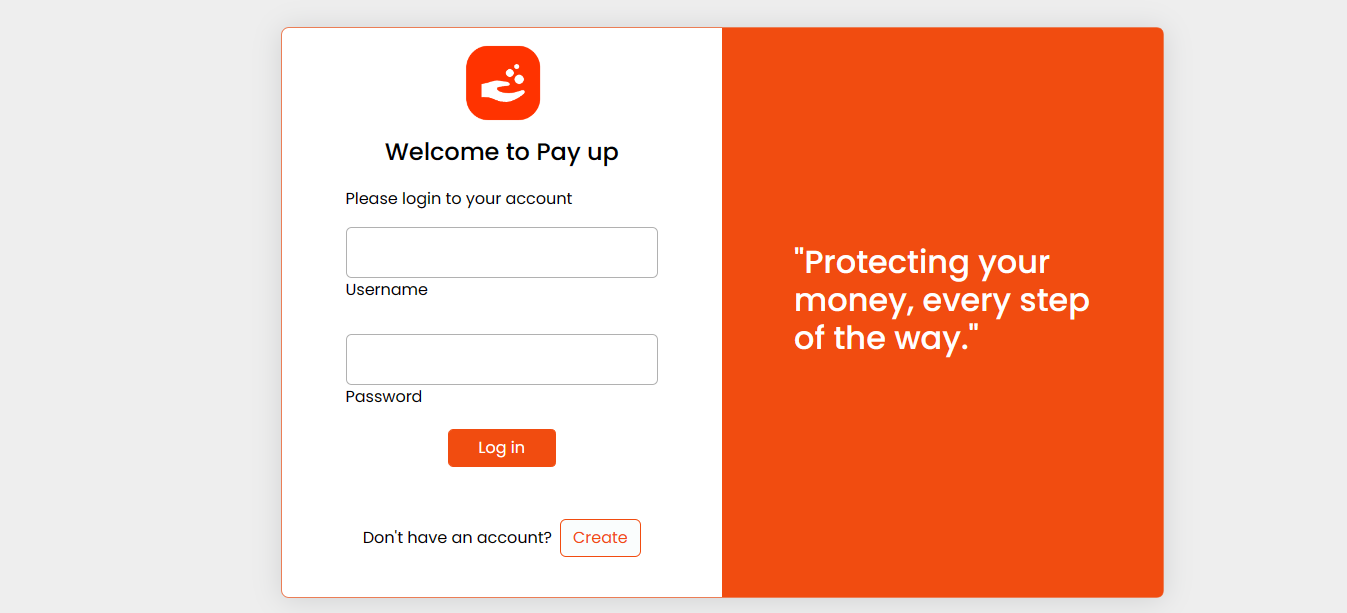 Welcome to Pay up
Please login to your account
Username
Password
Log in
Don't have an account? Create
"Protecting your
money, every step
of the way."